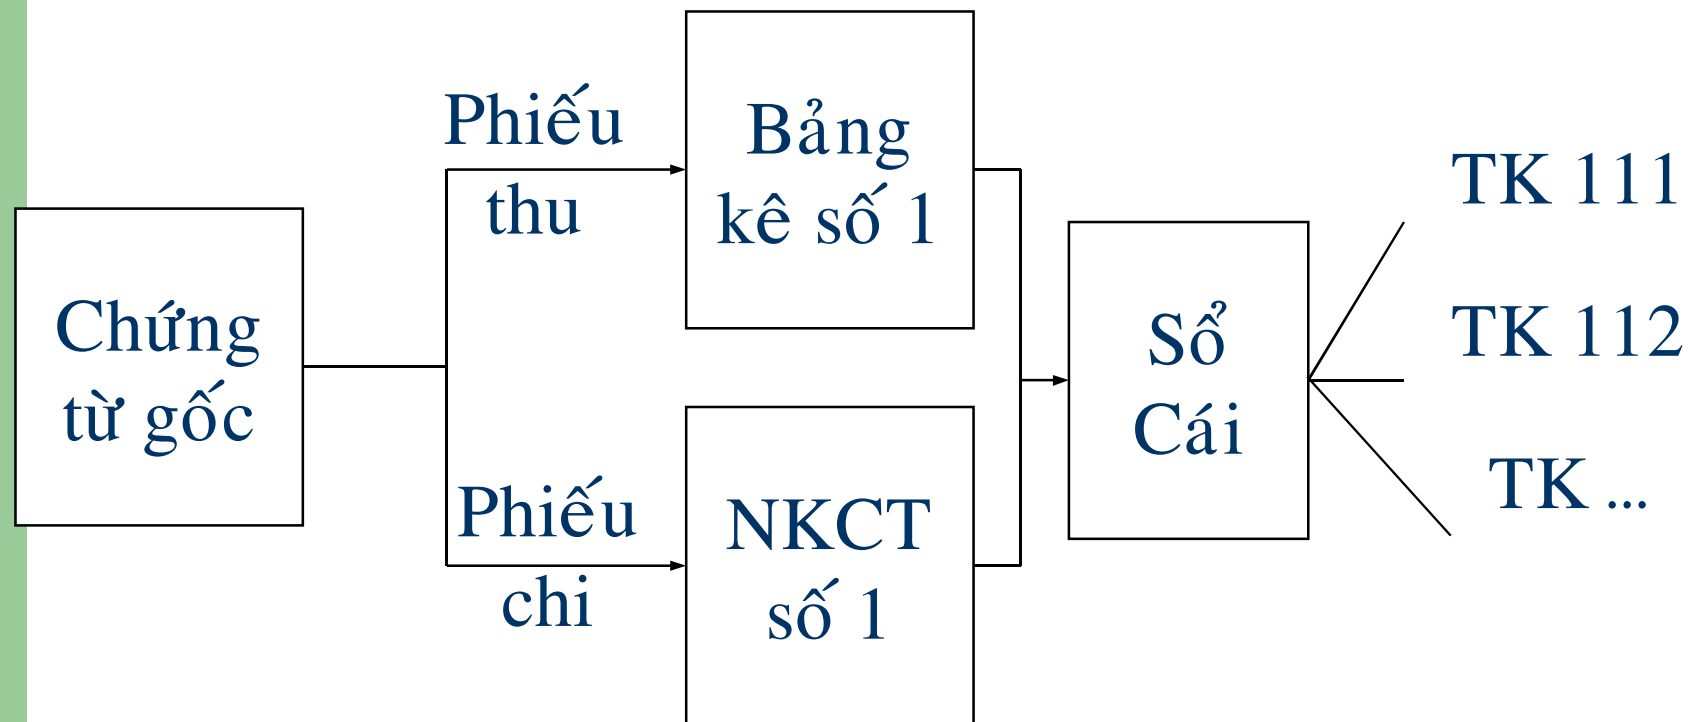 Chứng
từ gốc
Phiếu
thu
Phiếu
chi
Bảng
kê số 1
NKCT
số 1
Sổ
Cái
TK 111
TK 112
TK ...